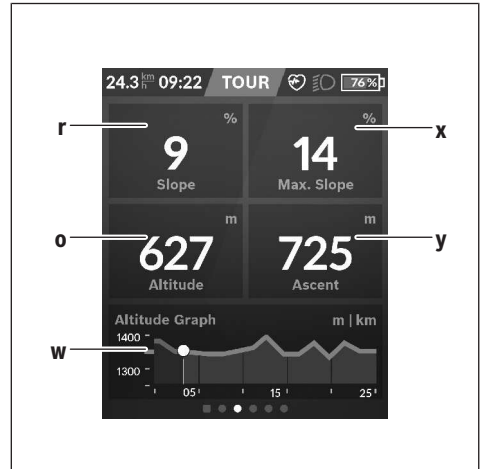 24.3 km/h 09:22 TOUR 76%
r % % x
9 14
Slope Max. Slope
o m m y
627 725
Altitude Ascent
Altitude Graph m | km
1400
w
1300
05 15 25